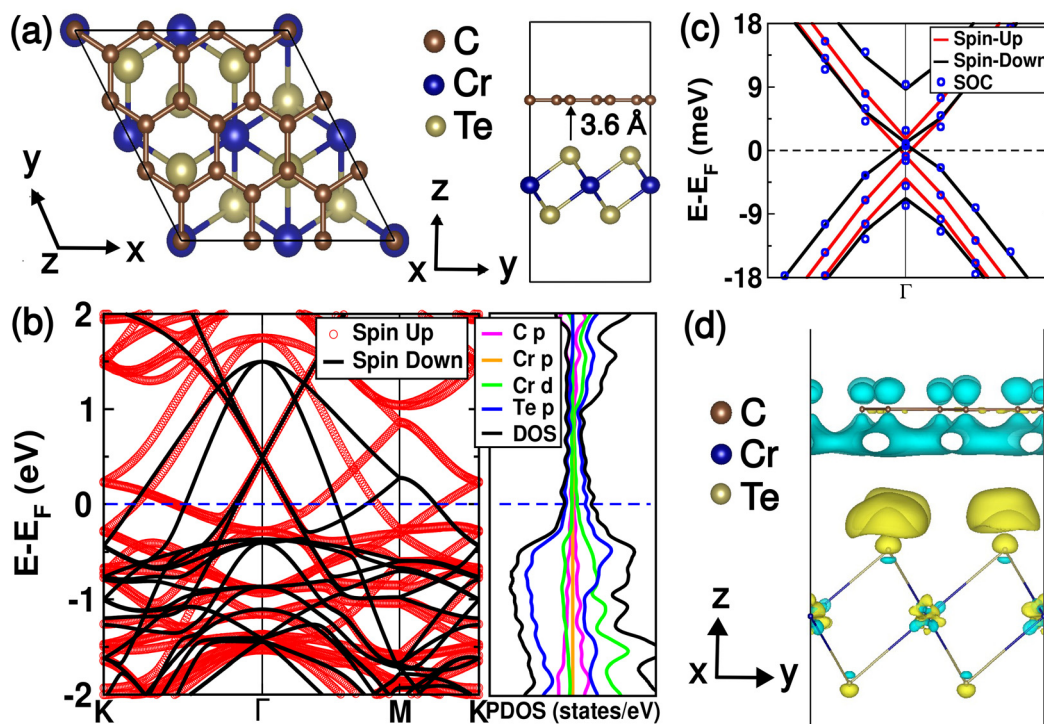 (a)
C
Cr
Te
y
z
x
3.6 Å
z
x
y
(c)
18
9
0
-9
-18
E-E_F (meV)
Spin-Up
Spin-Down
SOC
Γ
(b)
2
1
0
-1
-2
E-E_F (eV)
Spin Up
Spin Down
K
Γ
M
K
C p
Cr p
Cr d
Te p
DOS
PDOS (states/eV)
(d)
C
Cr
Te
z
x
y